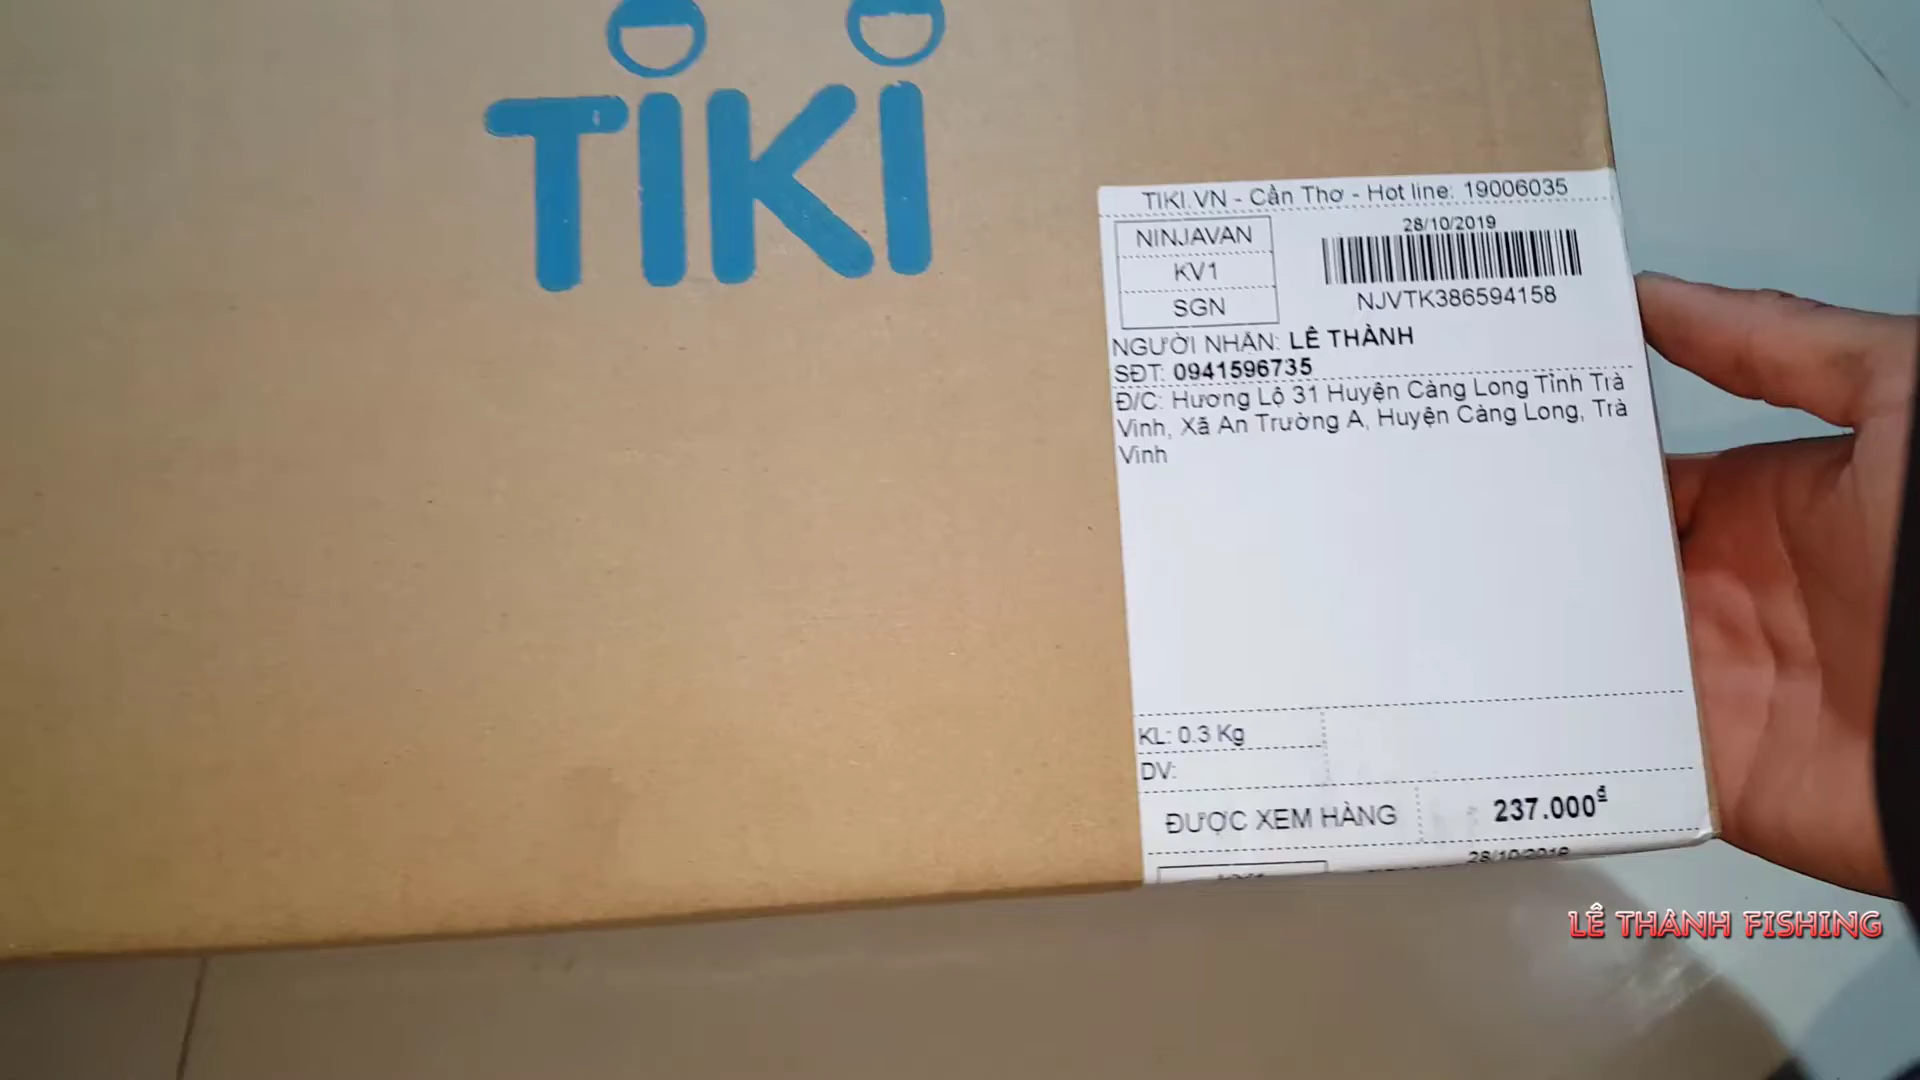 TIKI
TIKI.VN - Cần Thơ - Hot line: 19006035
NINJAVAN
KV1
SGN
28/10/2019
NJVTK386594158
NGƯỜI NHẬN: LÊ THÀNH
SĐT: 0941596735
Đ/C: Hương Lộ 31 Huyện Càng Long Tỉnh Trà
Vinh, Xã An Trường A, Huyện Càng Long, Trà
Vinh
KL: 0.3 Kg
DV:
ĐƯỢC XEM HÀNG
237.000đ
28/10/2019
LÊ THÀNH FISHING